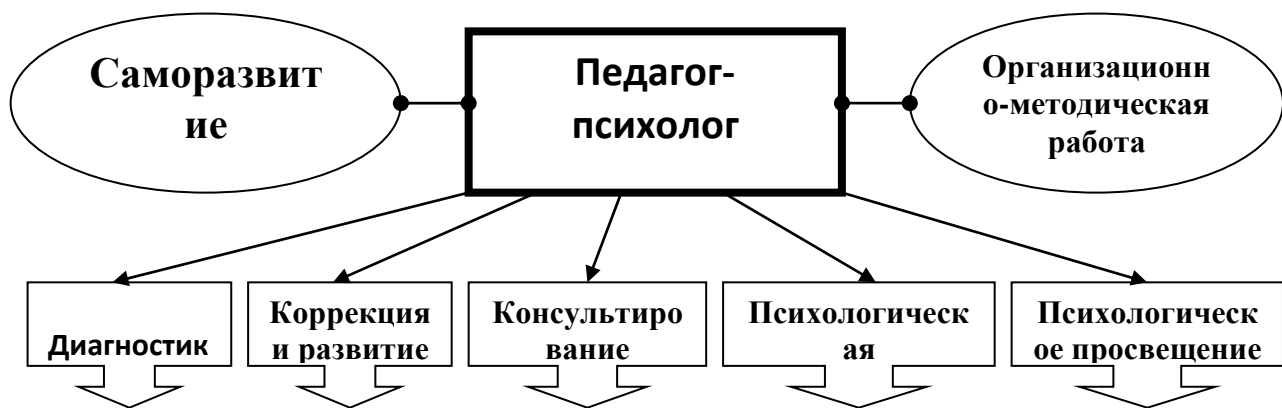 Саморазвит
ие
Педагог-
психолог
Организационн
о-методическая
работа
Диагностик
Коррекция
и развитие
Консультиро
вание
Психологическ
ая
Психологическ
ое просвещение